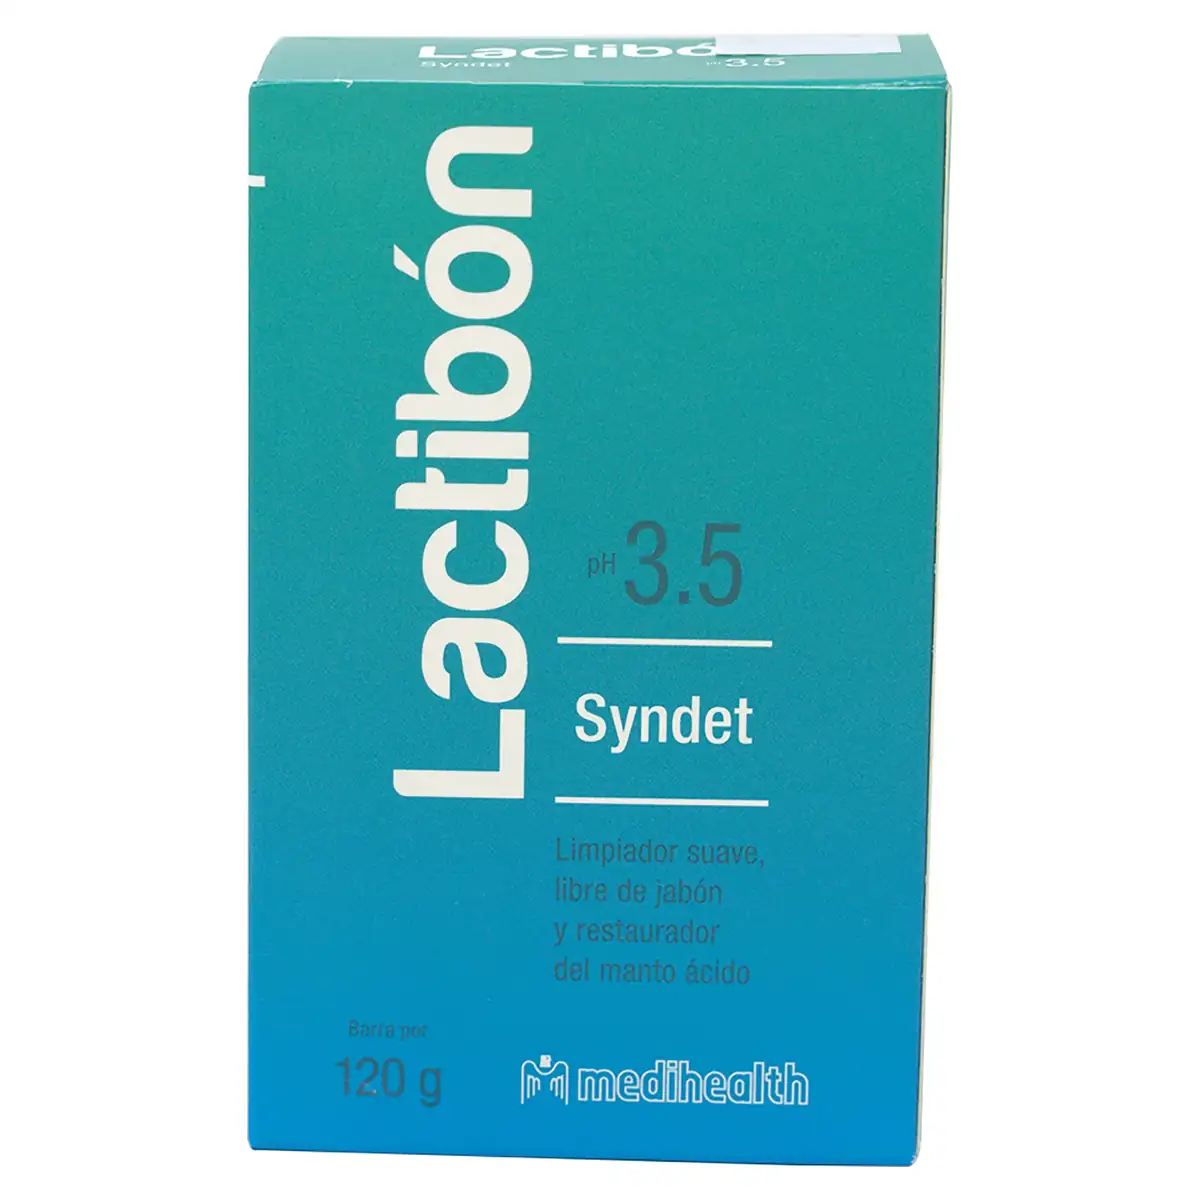 Lactibó
Syndet
pH 3.5
Lactibón
pH 3.5
Syndet
Limpiador suave,
libre de jabón
y restaurador
del manto ácido
Barra por
120 g
medihealth